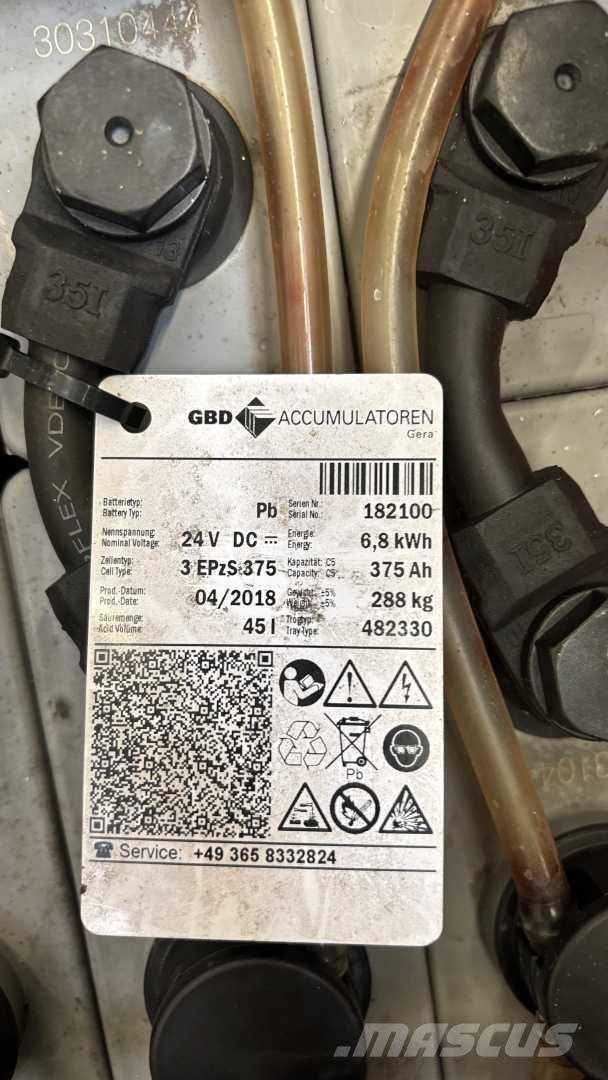 30310444
35I
13
35I
VDE
FLEX
GBD ACCUMULATOREN
Gera
Batterietyp: Pb Serien Nr.: 182100
Battery Typ: Serial No.:
Nennspannung: 24 V DC Energie: 6,8 kWh
Nominal Voltage: Energy:
Zellentyp: 3 EPzS 375 Kapazität: C5 375 Ah
Cell Type: Capacity: C5
Prod.-Datum: 04/2018 Gewicht: ±5% 288 kg
Prod.-Date: Weight: ±5%
Säuremenge: 45 l Trogtyp: 482330
Acid Volume: Tray-Type:
Pb
Service: +49 365 8332824
MASCUS